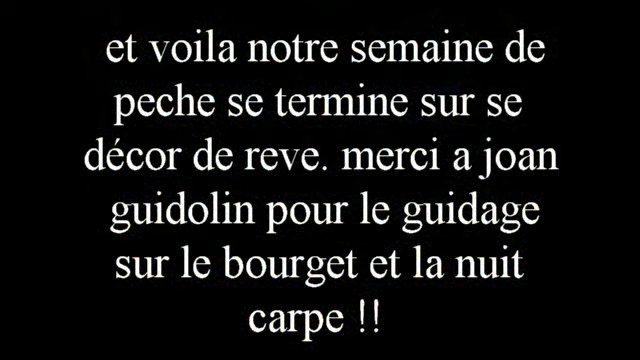 et voila notre semaine de
peche se termine sur se
décor de reve. merci a joan
guidolin pour le guidage
sur le bourget et la nuit
carpe !!